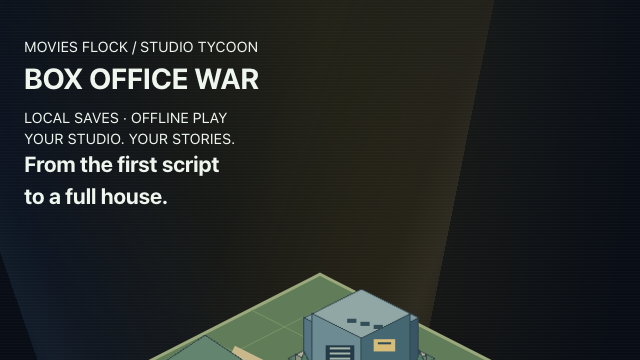 MOVIES FLOCK / STUDIO TYCOON
BOX OFFICE WAR
LOCAL SAVES · OFFLINE PLAY
YOUR STUDIO. YOUR STORIES.
From the first script
to a full house.